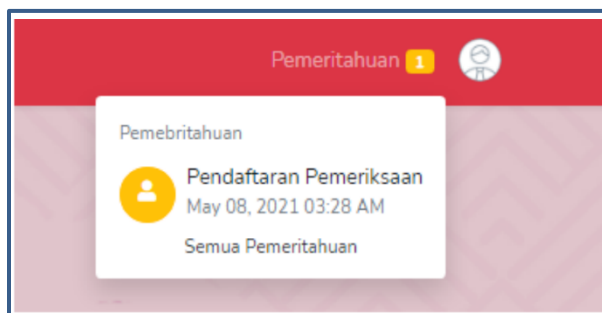 Pemeritahuan 1
Pemebritahuan
Pendaftaran Pemeriksaan
May 08, 2021 03:28 AM
Semua Pemeritahuan